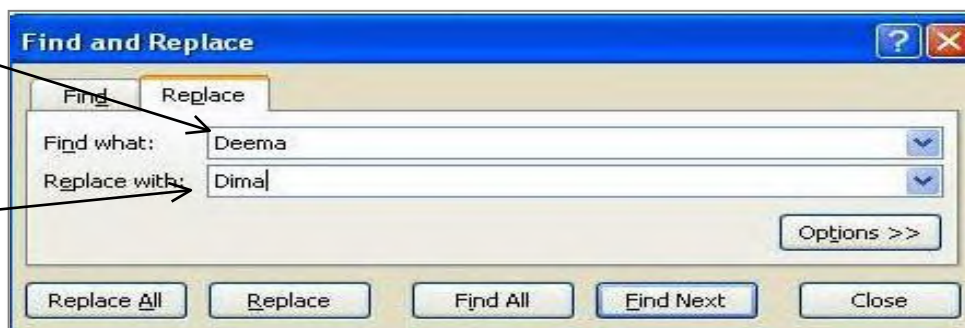 Find and Replace
Find Replace
Find what: Deema
Replace with: Dima
Options >>
Replace All Replace Find All Find Next Close